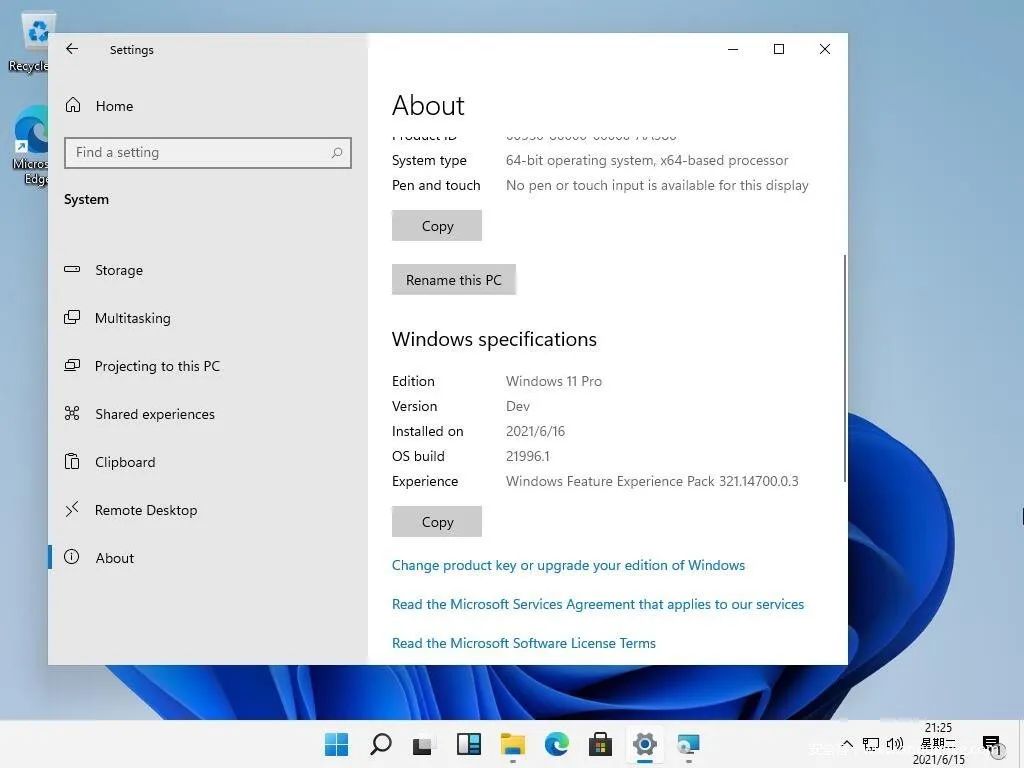 Recycle
Micros
Edge
Settings
Home
Find a setting
System
Storage
Multitasking
Projecting to this PC
Shared experiences
Clipboard
Remote Desktop
About
About
Product ID
System type 64-bit operating system, x64-based processor
Pen and touch No pen or touch input is available for this display
Copy
Rename this PC
Windows specifications
Edition Windows 11 Pro
Version Dev
Installed on 2021/6/16
OS build 21996.1
Experience Windows Feature Experience Pack 321.14700.0.3
Copy
Change product key or upgrade your edition of Windows
Read the Microsoft Services Agreement that applies to our services
Read the Microsoft Software License Terms
21:25
星期二
2021/6/15
1